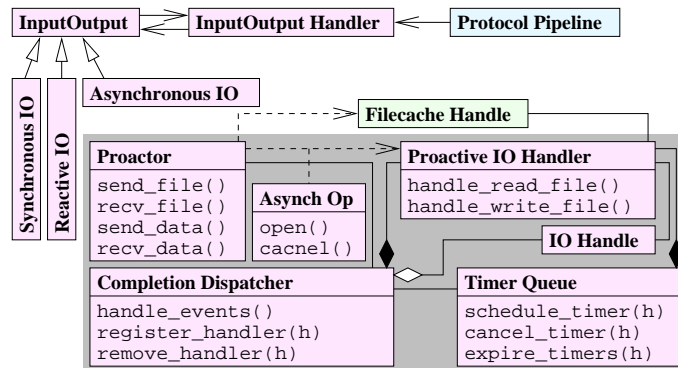 InputOutput
InputOutput Handler
Protocol Pipeline
Synchronous IO
Reactive IO
Asynchronous IO
Filecache Handle
Proactor
send_file()
recv_file()
send_data()
recv_data()
Asynch Op
open()
cacnel()
Proactive IO Handler
handle_read_file()
handle_write_file()
IO Handle
Completion Dispatcher
handle_events()
register_handler(h)
remove_handler(h)
Timer Queue
schedule_timer(h)
cancel_timer(h)
expire_timers(h)